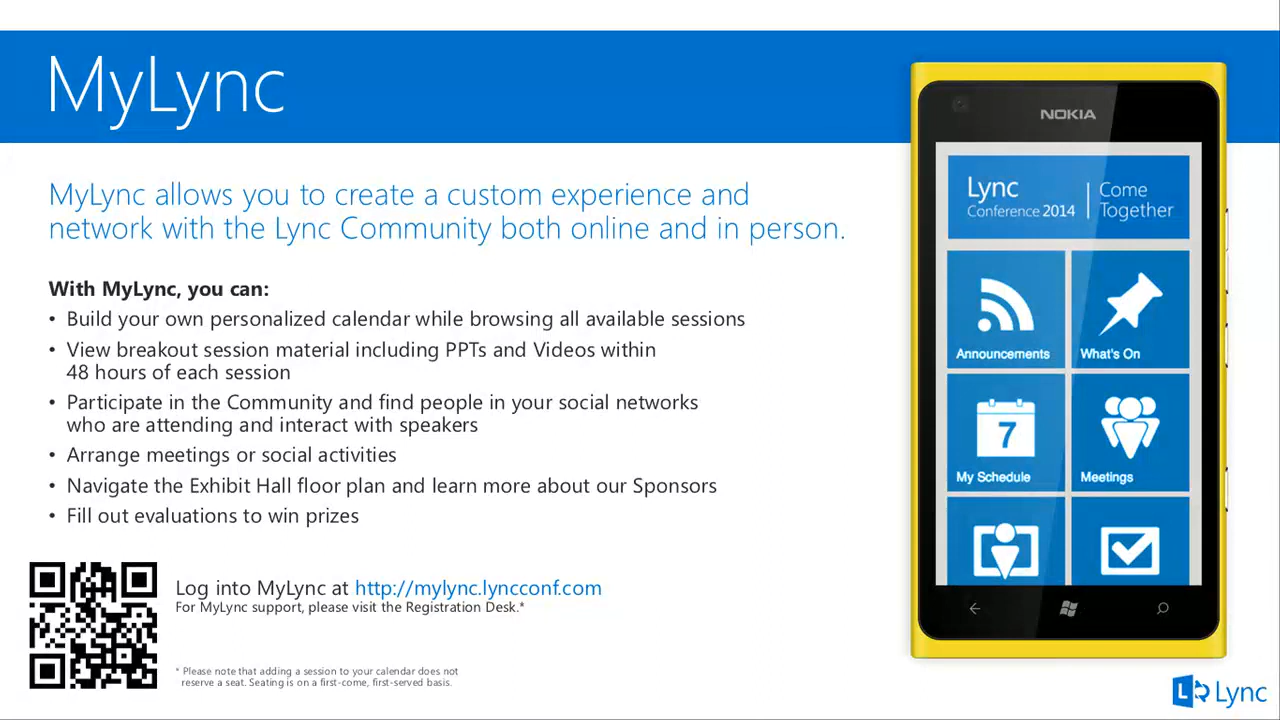 MyLync
MyLync allows you to create a custom experience and
network with the Lync Community both online and in person.
With MyLync, you can:
• Build your own personalized calendar while browsing all available sessions
• View breakout session material including PPTs and Videos within
48 hours of each session
• Participate in the Community and find people in your social networks
who are attending and interact with speakers
• Arrange meetings or social activities
• Navigate the Exhibit Hall floor plan and learn more about our Sponsors
• Fill out evaluations to win prizes
Log into MyLync at http://mylync.lyncconf.com
For MyLync support, please visit the Registration Desk.*
* Please note that adding a session to your calendar does not
reserve a seat. Seating is on a first-come, first-served basis.
NOKIA
Lync
Conference 2014
Come
Together
Announcements
What's On
7
My Schedule
Meetings
Lync